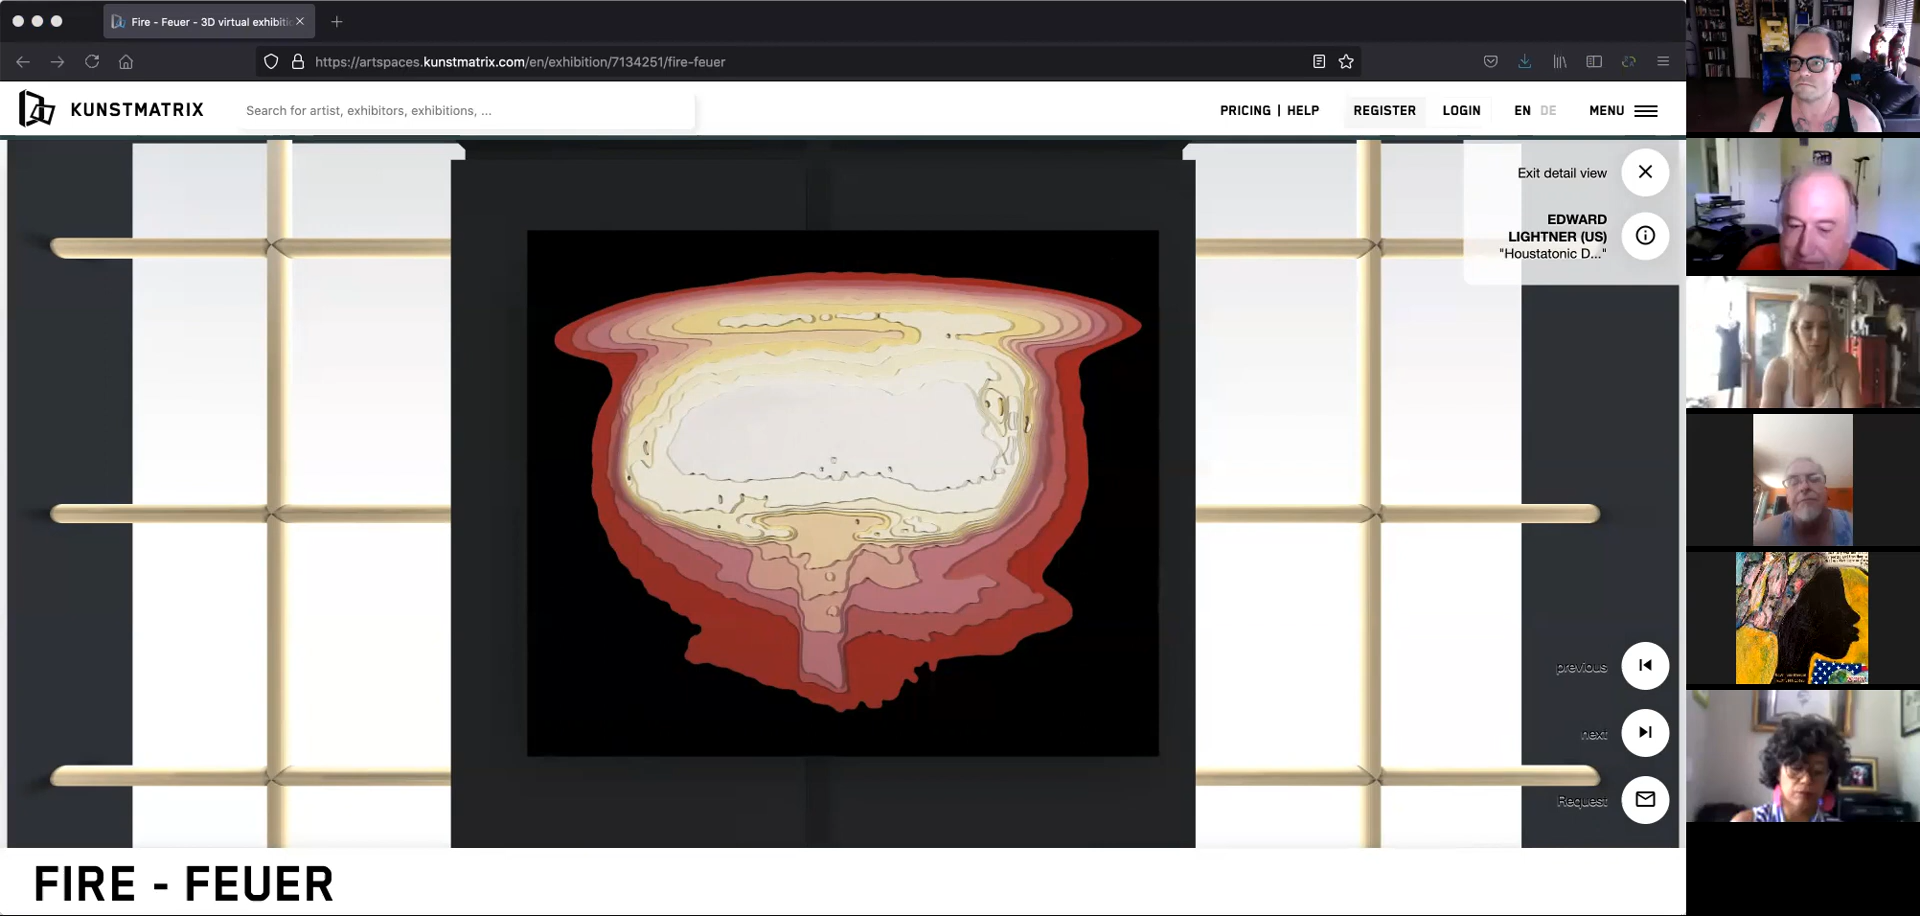 Fire - Feuer - 3D virtual exhibitio
https://artspaces.kunstmatrix.com/en/exhibition/7134251/fire-feuer
KUNSTMATRIX
Search for artist, exhibitors, exhibitions, ...
PRICING | HELP
REGISTER
LOGIN
EN DE
MENU
Exit detail view
EDWARD
LIGHTNER (US)
"Houstatonic D..."
previous
next
Request
FIRE - FEUER